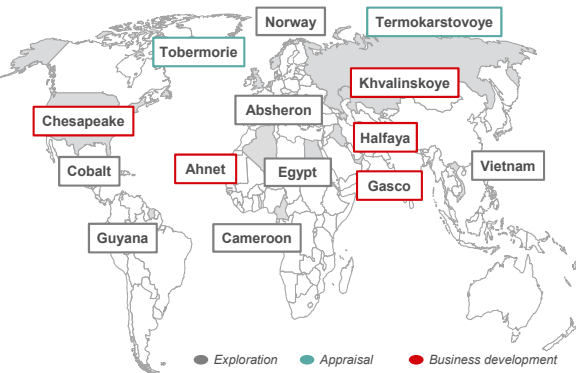 Norway
Termokarstovoye
Tobermorie
Khvalinskoye
Absheron
Chesapeake
Halfaya
Cobalt
Ahnet
Egypt
Vietnam
Gasco
Guyana
Cameroon
Exploration
Appraisal
Business development